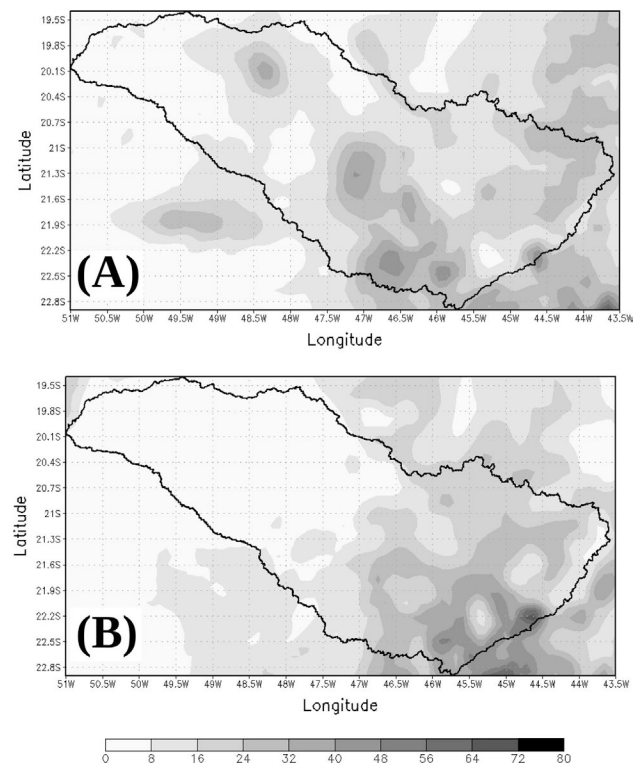 19.5S
19.8S
20.1S
20.4S
20.7S
21S
21.3S
21.6S
21.9S
22.2S
22.5S
22.8S
Latitude
(A)
51W 50.5W 50W 49.5W 49W 48.5W 48W 47.5W 47W 46.5W 46W 45.5W 45W 44.5W 44W 43.5W
Longitude
19.5S
19.8S
20.1S
20.4S
20.7S
21S
21.3S
21.6S
21.9S
22.2S
22.5S
22.8S
Latitude
(B)
51W 50.5W 50W 49.5W 49W 48.5W 48W 47.5W 47W 46.5W 46W 45.5W 45W 44.5W 44W 43.5W
Longitude
0 8 16 24 32 40 48 56 64 72 80